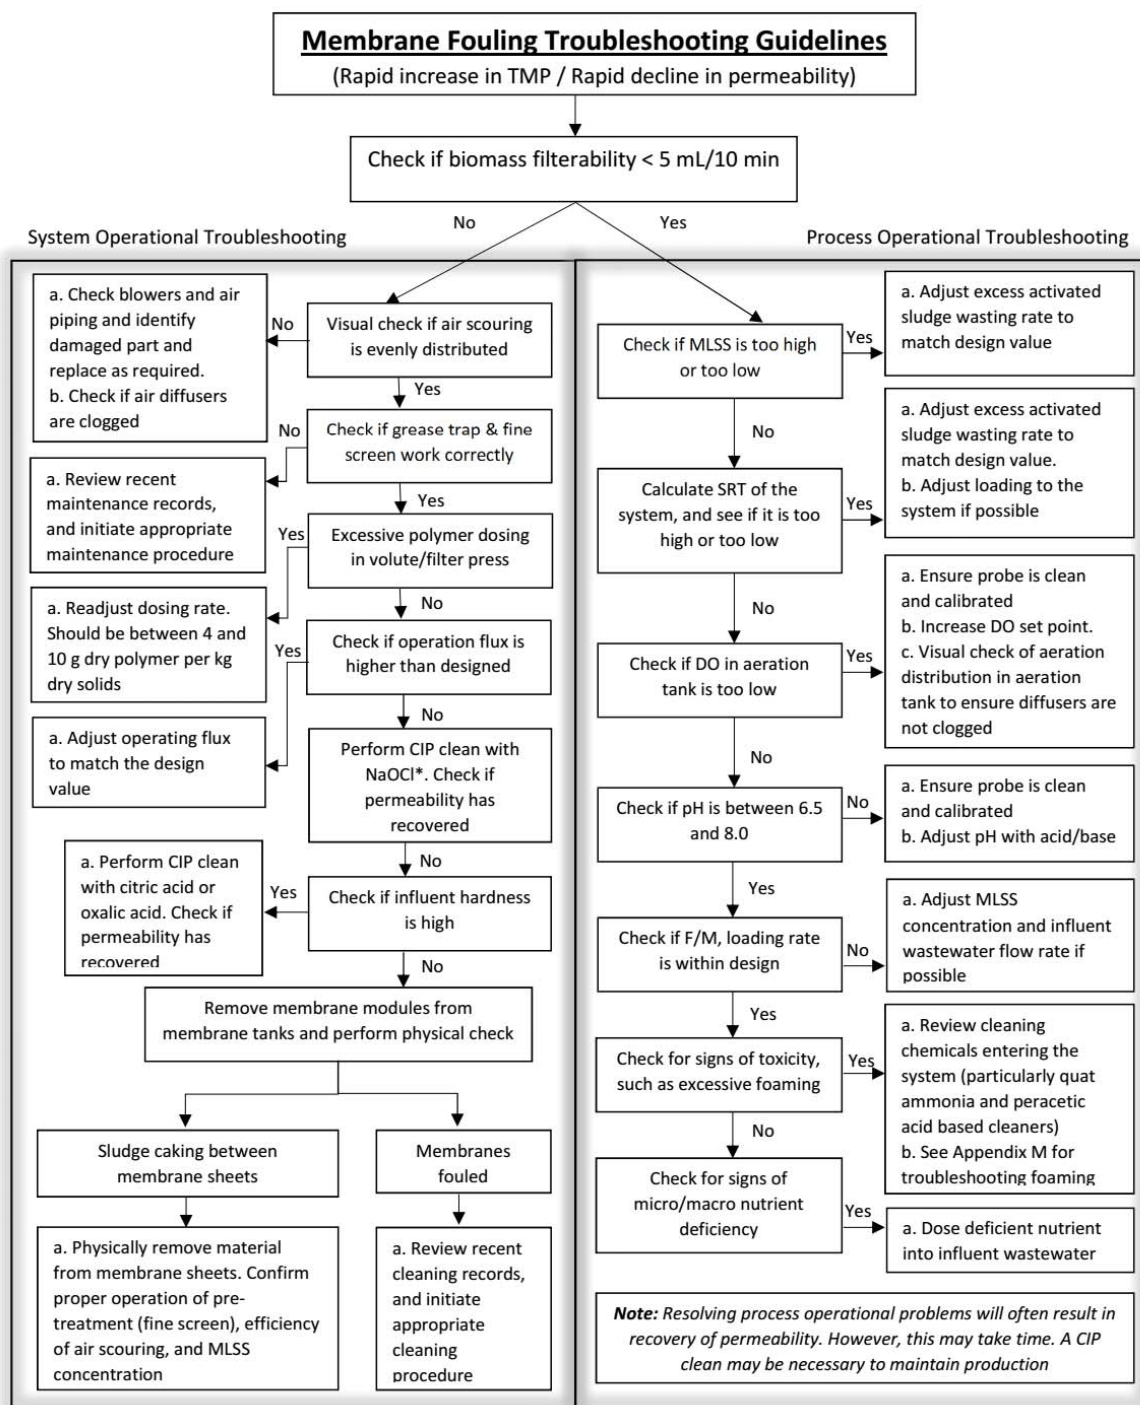 Membrane Fouling Troubleshooting Guidelines
(Rapid increase in TMP / Rapid decline in permeability)
Check if biomass filterability < 5 mL/10 min
No
Yes
System Operational Troubleshooting
Process Operational Troubleshooting
a. Check blowers and air
piping and identify
damaged part and
replace as required.
b. Check if air diffusers
are clogged
No
Visual check if air scouring
is evenly distributed
Yes
No
Check if grease trap & fine
screen work correctly
a. Review recent
maintenance records,
and initiate appropriate
maintenance procedure
Yes
Yes
Excessive polymer dosing
in volute/filter press
a. Readjust dosing rate.
Should be between 4 and
10 g dry polymer per kg
dry solids
No
Yes
Check if operation flux is
higher than designed
a. Adjust operating flux
to match the design
value
No
Perform CIP clean with
NaOCl*. Check if
permeability has
recovered
No
a. Perform CIP clean
with citric acid or
oxalic acid. Check if
permeability has
recovered
Yes
Check if influent hardness
is high
No
Remove membrane modules from
membrane tanks and perform physical check
Sludge caking between
membrane sheets
Membranes
fouled
a. Physically remove material
from membrane sheets. Confirm
proper operation of pre-
treatment (fine screen), efficiency
of air scouring, and MLSS
concentration
a. Review recent
cleaning records,
and initiate
appropriate
cleaning
procedure
Check if MLSS is too high
or too low
Yes
a. Adjust excess activated
sludge wasting rate to
match design value
No
Calculate SRT of the
system, and see if it is too
high or too low
Yes
a. Adjust excess activated
sludge wasting rate to
match design value.
b. Adjust loading to the
system if possible
No
Check if DO in aeration
tank is too low
Yes
a. Ensure probe is clean
and calibrated
b. Increase DO set point.
c. Visual check of aeration
distribution in aeration
tank to ensure diffusers are
not clogged
No
Check if pH is between 6.5
and 8.0
No
a. Ensure probe is clean
and calibrated
b. Adjust pH with acid/base
Yes
Check if F/M, loading rate
is within design
No
a. Adjust MLSS
concentration and influent
wastewater flow rate if
possible
Yes
Check for signs of toxicity,
such as excessive foaming
Yes
a. Review cleaning
chemicals entering the
system (particularly quat
ammonia and peracetic
acid based cleaners)
b. See Appendix M for
troubleshooting foaming
No
Check for signs of
micro/macro nutrient
deficiency
Yes
a. Dose deficient nutrient
into influent wastewater
Note: Resolving process operational problems will often result in
recovery of permeability. However, this may take time. A CIP
clean may be necessary to maintain production